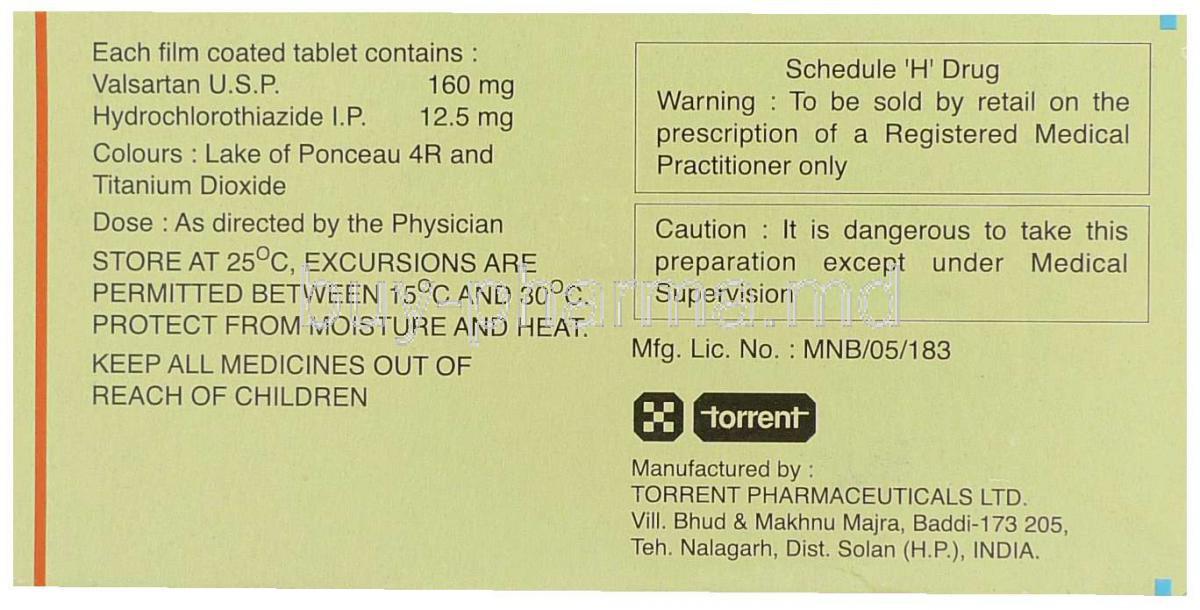 Each film coated tablet contains :
Valsartan U.S.P. 160 mg
Hydrochlorothiazide I.P. 12.5 mg
Colours : Lake of Ponceau 4R and
Titanium Dioxide
Dose : As directed by the Physician
STORE AT 25°C, EXCURSIONS ARE
PERMITTED BETWEEN 15°C AND 30°C.
PROTECT FROM MOISTURE AND HEAT.
KEEP ALL MEDICINES OUT OF
REACH OF CHILDREN
Schedule 'H' Drug
Warning : To be sold by retail on the
prescription of a Registered Medical
Practitioner only
Caution : It is dangerous to take this
preparation except under Medical
Supervision
Mfg. Lic. No. : MNB/05/183
torrent
Manufactured by :
TORRENT PHARMACEUTICALS LTD.
Vill. Bhud & Makhnu Majra, Baddi-173 205,
Teh. Nalagarh, Dist. Solan (H.P.), INDIA.
buy-pharma.md